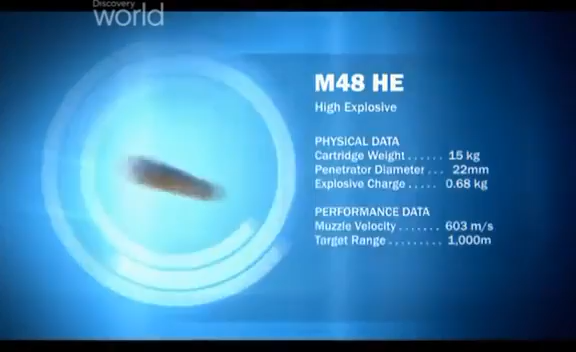 Discovery
world
M48 HE
High Explosive
PHYSICAL DATA
Cartridge Weight ...... 15 kg
Penetrator Diameter ... 22mm
Explosive Charge ..... 0.68 kg
PERFORMANCE DATA
Muzzle Velocity ....... 603 m/s
Target Range ......... 1,000m